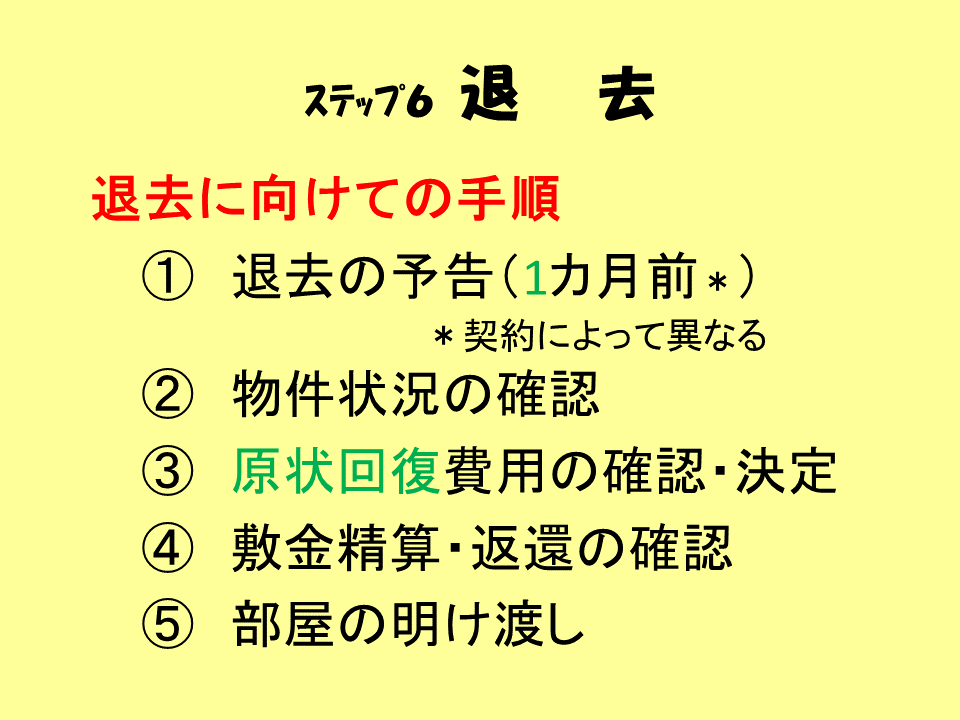 ステップ6 退　去
退去に向けての手順
① 退去の予告(1カ月前*)
*契約によって異なる
② 物件状況の確認
③ 原状回復費用の確認・決定
④ 敷金精算・返還の確認
⑤ 部屋の明け渡し